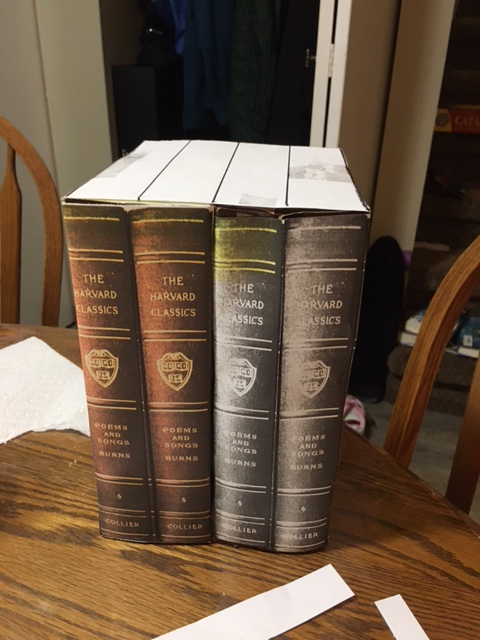 THE
HARVARD
CLASSICS
POEMS
AND
SONGS
BURNS
6
COLLIER
THE
HARVARD
CLASSICS
POEMS
AND
SONGS
BURNS
6
COLLIER
THE
HARVARD
CLASSICS
POEMS
AND
SONGS
BURNS
6
COLLIER
THE
HARVARD
CLASSICS
POEMS
AND
SONGS
BURNS
6
COLLIER